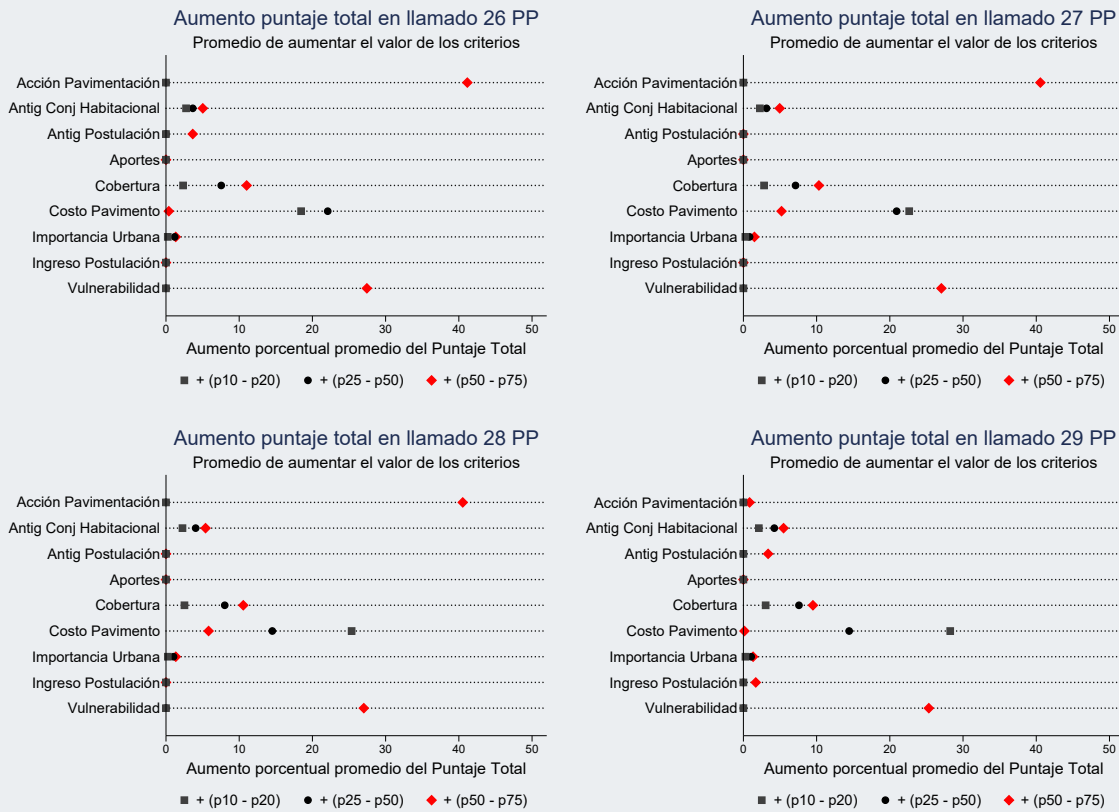 Aumento puntaje total en llamado 26 PP
Promedio de aumentar el valor de los criterios
Acción Pavimentación
Antig Conj Habitacional
Antig Postulación
Aportes
Cobertura
Costo Pavimento
Importancia Urbana
Ingreso Postulación
Vulnerabilidad
0 10 20 30 40 50
Aumento porcentual promedio del Puntaje Total
+ (p10 - p20) + (p25 - p50) + (p50 - p75)
Aumento puntaje total en llamado 27 PP
Promedio de aumentar el valor de los criterios
Acción Pavimentación
Antig Conj Habitacional
Antig Postulación
Aportes
Cobertura
Costo Pavimento
Importancia Urbana
Ingreso Postulación
Vulnerabilidad
0 10 20 30 40 50
Aumento porcentual promedio del Puntaje Total
+ (p10 - p20) + (p25 - p50) + (p50 - p75)
Aumento puntaje total en llamado 28 PP
Promedio de aumentar el valor de los criterios
Acción Pavimentación
Antig Conj Habitacional
Antig Postulación
Aportes
Cobertura
Costo Pavimento
Importancia Urbana
Ingreso Postulación
Vulnerabilidad
0 10 20 30 40 50
Aumento porcentual promedio del Puntaje Total
+ (p10 - p20) + (p25 - p50) + (p50 - p75)
Aumento puntaje total en llamado 29 PP
Promedio de aumentar el valor de los criterios
Acción Pavimentación
Antig Conj Habitacional
Antig Postulación
Aportes
Cobertura
Costo Pavimento
Importancia Urbana
Ingreso Postulación
Vulnerabilidad
0 10 20 30 40 50
Aumento porcentual promedio del Puntaje Total
+ (p10 - p20) + (p25 - p50) + (p50 - p75)